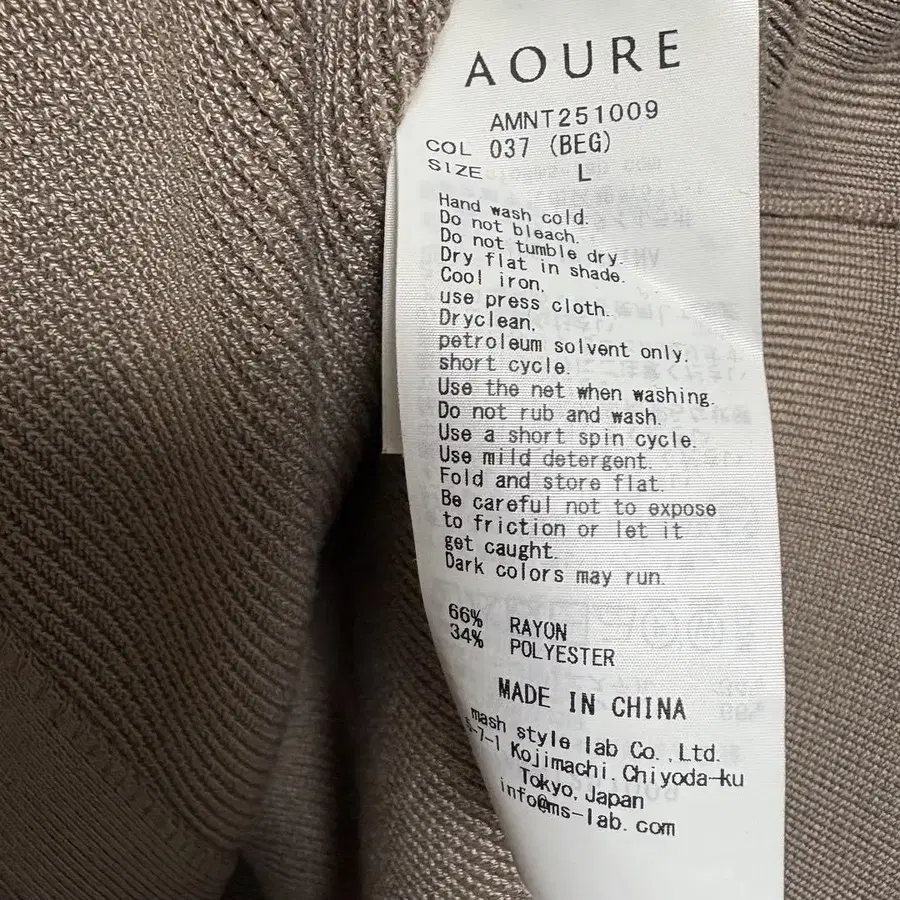 AOURE
AMNT251009
COL 037 (BEG)
SIZE L
Hand wash cold.
Do not bleach.
Do not tumble dry.
Dry flat in shade.
Cool iron,
use press cloth.
Dryclean,
petroleum solvent only.
short cycle.
Use the net when washing.
Do not rub and wash.
Use a short spin cycle.
Use mild detergent.
Fold and store flat.
Be careful not to expose
to friction or let it
get caught.
Dark colors may run.
66% RAYON
34% POLYESTER
MADE IN CHINA
mash style lab Co.,Ltd.
5-7-1 Kojimachi.Chiyoda-ku
Tokyo,Japan
info@ms-lab.com